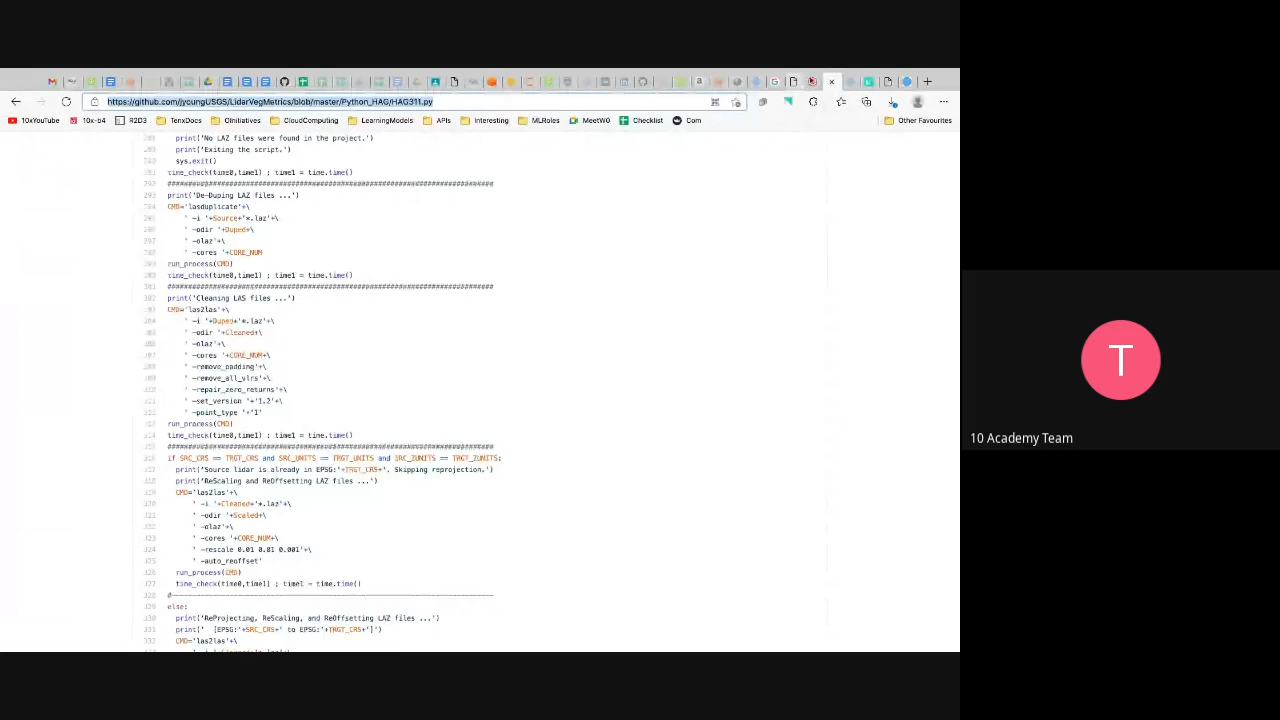 https://github.com/jyoungUSGS/LidarVegMetrics/blob/master/Python_HAG/HAG311.py
10xYouTube
10x-b64
R2D3
TenxDocs
OInitiatives
CloudComputing
LearningModels
APIs
Interesting
MLRoles
MeetW0
Checklist
Com
Other Favourites
print('No LAZ files were found in the project.')
print('Exiting the script.')
sys.exit()
time_check(time0,time1) ; time1 = time.time()
##############################################################################
print('De-Duping LAZ files ...')
CMD='lasduplicate'+\
' -i '+Source+'*.laz'+\
' -odir '+Duped+\
' -olaz'+\
' -cores '+CORE_NUM
run_process(CMD)
time_check(time0,time1) ; time1 = time.time()
##############################################################################
print('Cleaning LAS files ...')
CMD='las2las'+\
' -i '+Duped+'*.laz'+\
' -odir '+Cleaned+\
' -olaz'+\
' -cores '+CORE_NUM+\
' -remove_padding'+\
' -remove_all_vlrs'+\
' -repair_zero_returns'+\
' -set_version '+'1.2'+\
' -point_type '+'1'
run_process(CMD)
time_check(time0,time1) ; time1 = time.time()
##############################################################################
if SRC_CRS == TRGT_CRS and SRC_UNITS == TRGT_UNITS and SRC_ZUNITS == TRGT_ZUNITS:
print('Source lidar is already in EPSG:'+TRGT_CRS+'. Skipping reprojection.')
print('ReScaling and ReOffsetting LAZ files ...')
CMD='las2las'+\
' -i '+Cleaned+'*.laz'+\
' -odir '+Scaled+\
' -olaz'+\
' -cores '+CORE_NUM+\
' -rescale 0.01 0.01 0.001'+\
' -auto_reoffset'
run_process(CMD)
time_check(time0,time1) ; time1 = time.time()
#-----------------------------------------------------------------------------
else:
print('ReProjecting, ReScaling, and ReOffsetting LAZ files ...')
print(' [EPSG:'+SRC_CRS+' to EPSG:'+TRGT_CRS+']')
CMD='las2las'+\
T
10 Academy Team